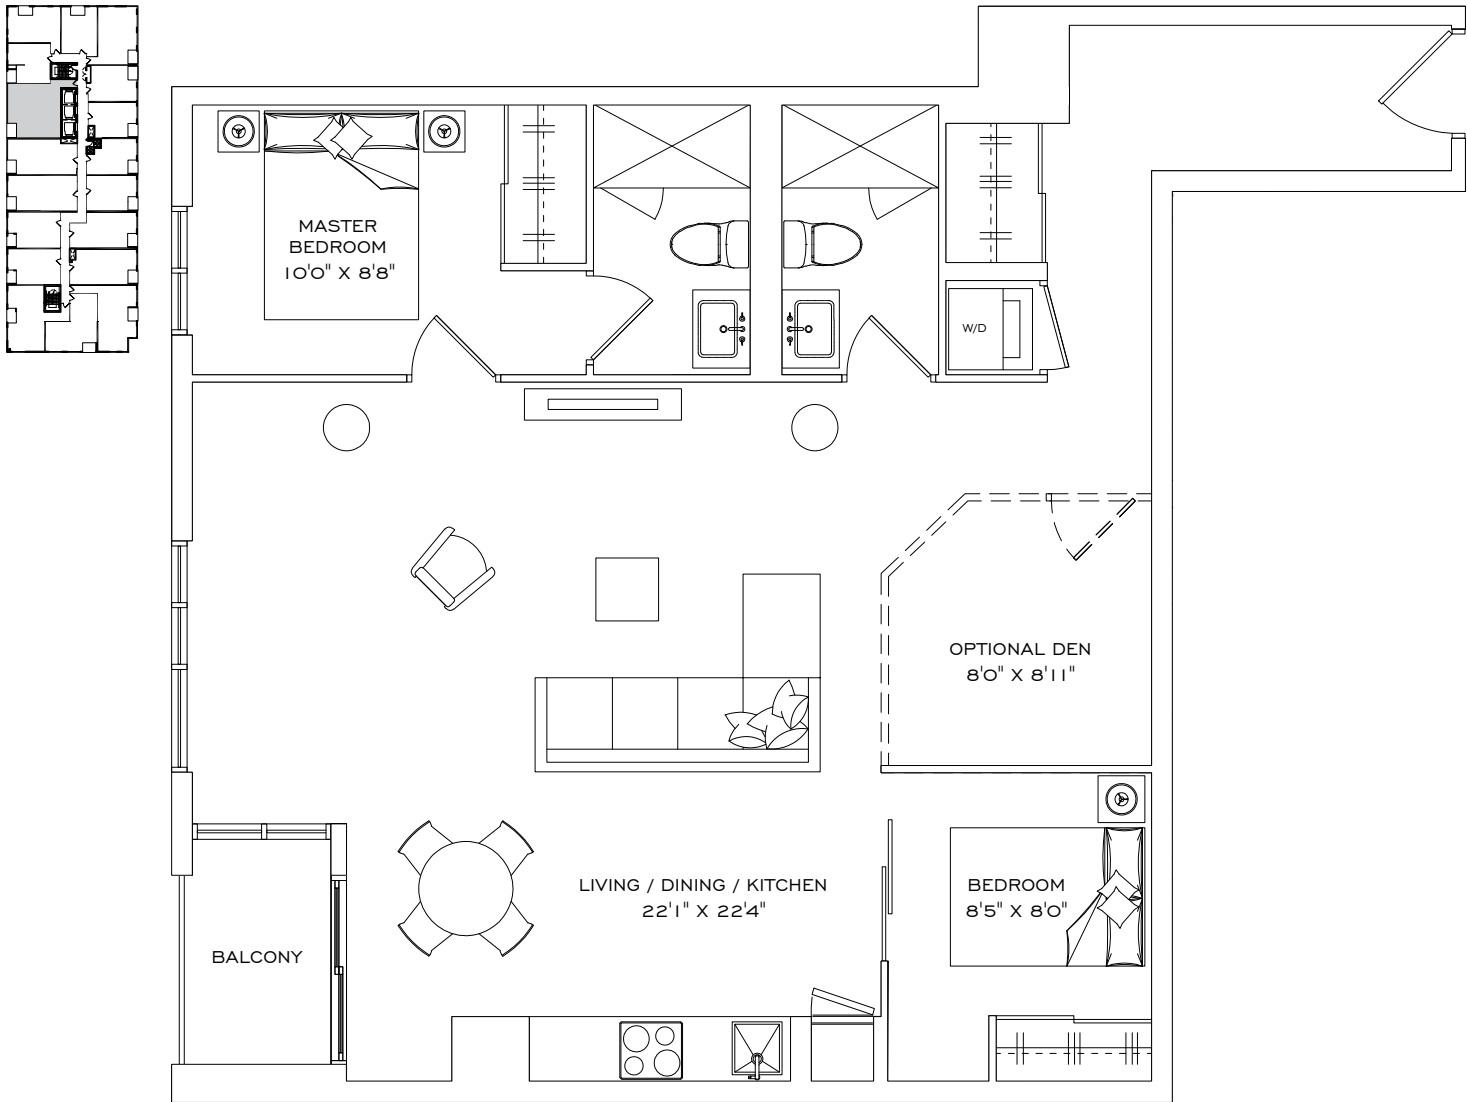 MASTER
BEDROOM
10'0" X 8'8"
W/D
OPTIONAL DEN
8'0" X 8'11"
LIVING / DINING / KITCHEN
22'1" X 22'4"
BEDROOM
8'5" X 8'0"
BALCONY